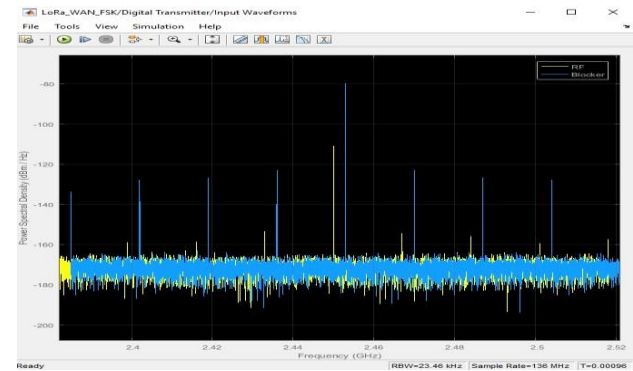 LoRa_WAN_FSK/Digital Transmitter/Input Waveforms
File Tools View Simulation Help
RF
Blocker
-80
-100
-120
-140
-160
-180
-200
Power Spectral Density (dBm / Hz)
2.4 2.42 2.44 2.46 2.48 2.5 2.52
Frequency (GHz)
Ready RBW=23.46 kHz Sample Rate=136 MHz T=0.00096